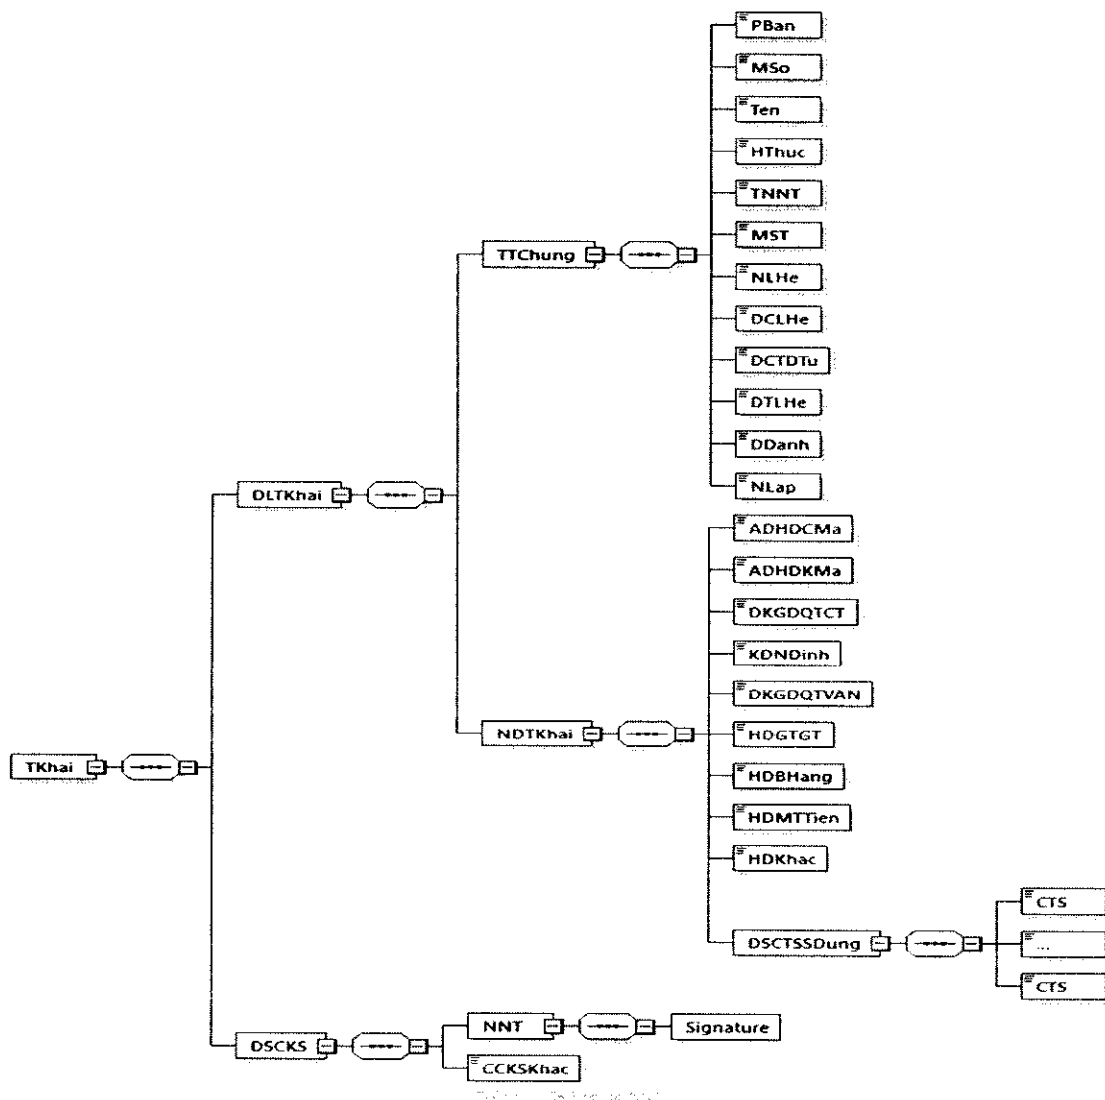 PBan
MSo
Ten
HThuc
TNNT
MST
TTChung
NLHe
DCLHe
DCTDTu
DTLHe
DDanh
NLap
DLTKhai
ADHDCMa
ADHDKMa
DKGDQTCT
KDNDinh
DKGDQTVAN
NDTKhai
HDGTGT
TKhai
HDBHang
HDMTTien
HDKhac
CTS
DSCTSSDung
...
CTS
NNT
Signature
DSCKS
CCKSKhac